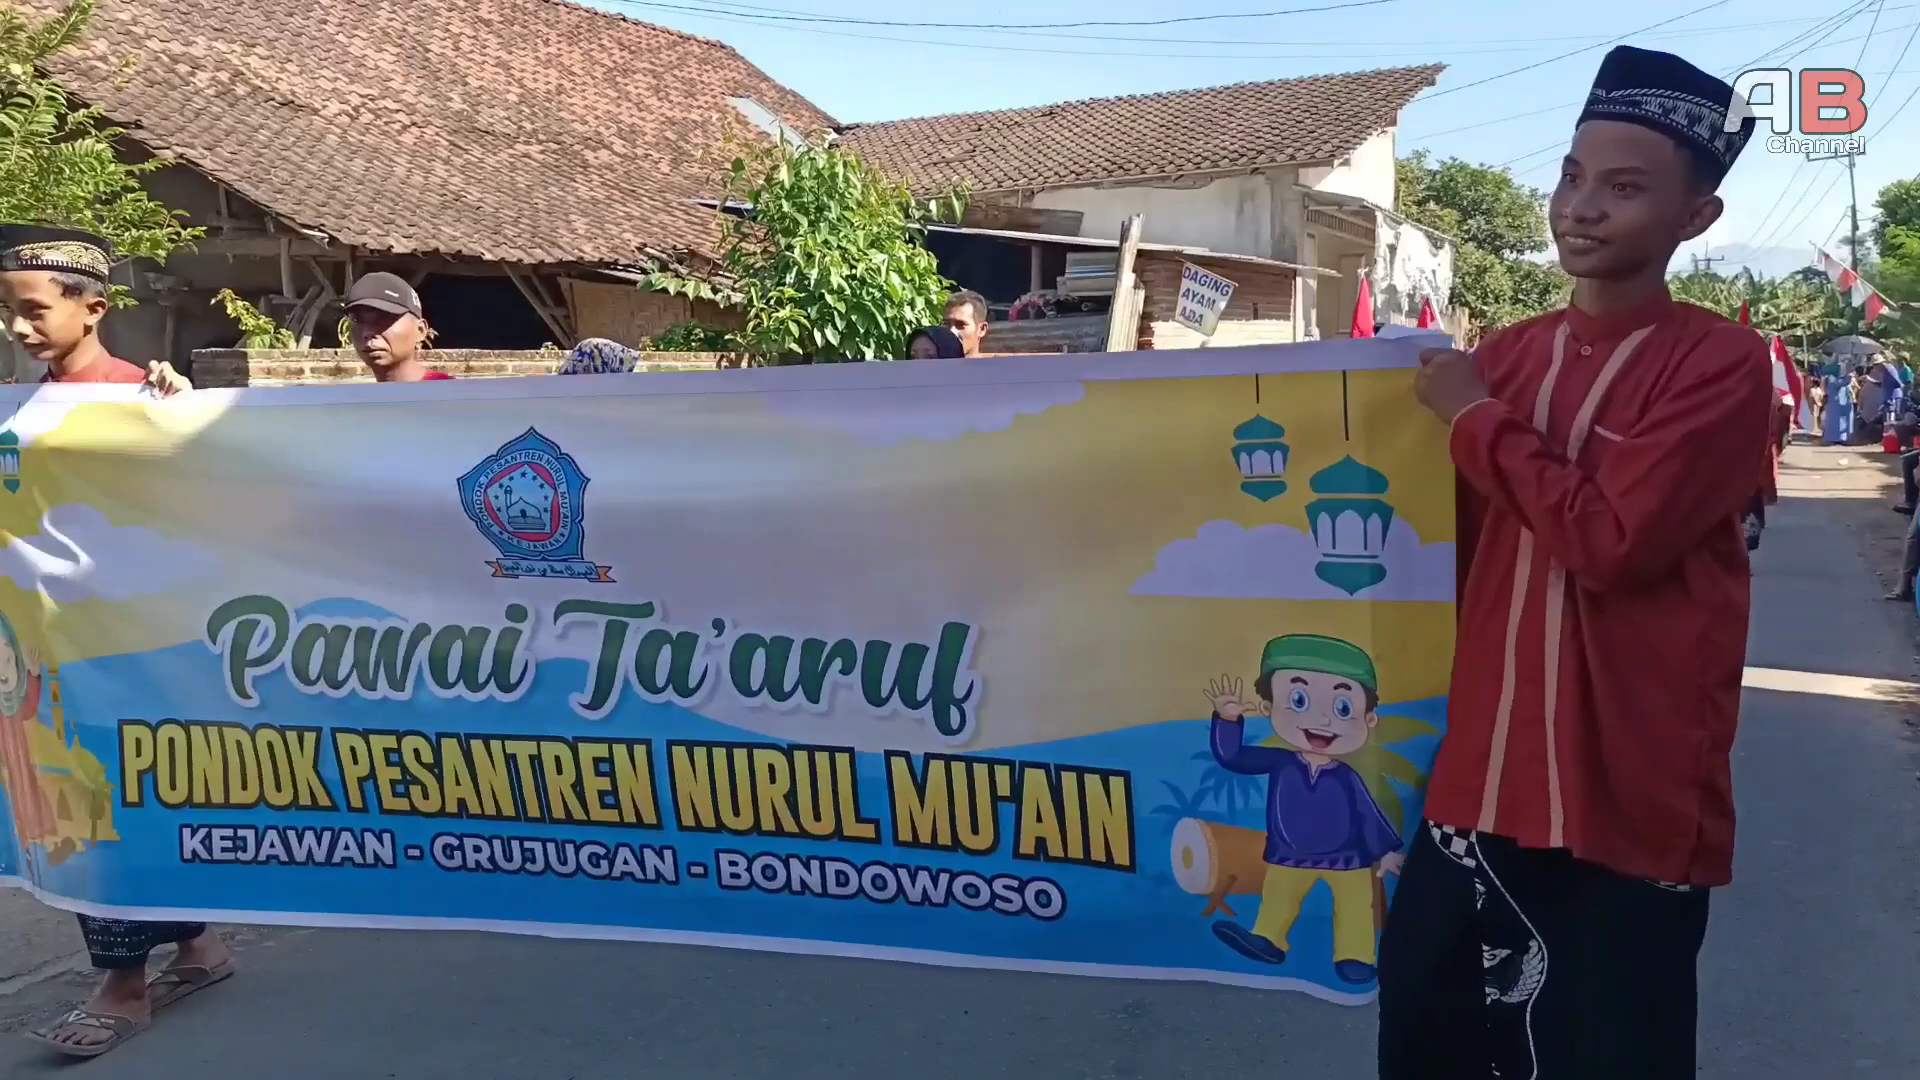 AB
Channel
DAGING
AYAM
ADA
PONDOK PESANTREN NURUL MU'AIN
KEJAWAN
Pawai Ta'aruf
PONDOK PESANTREN NURUL MU'AIN
KEJAWAN - GRUJUGAN - BONDOWOSO